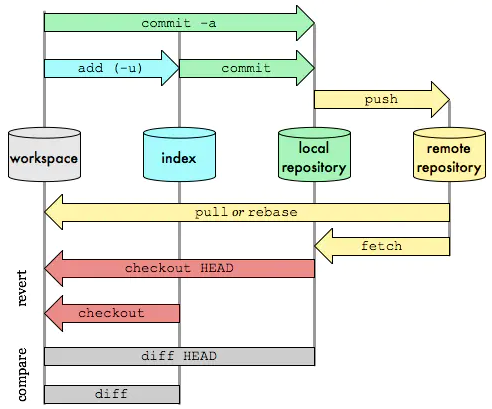 commit -a
add (-u)
commit
push
workspace
index
local
repository
remote
repository
pull or rebase
fetch
revert
checkout HEAD
checkout
compare
diff HEAD
diff